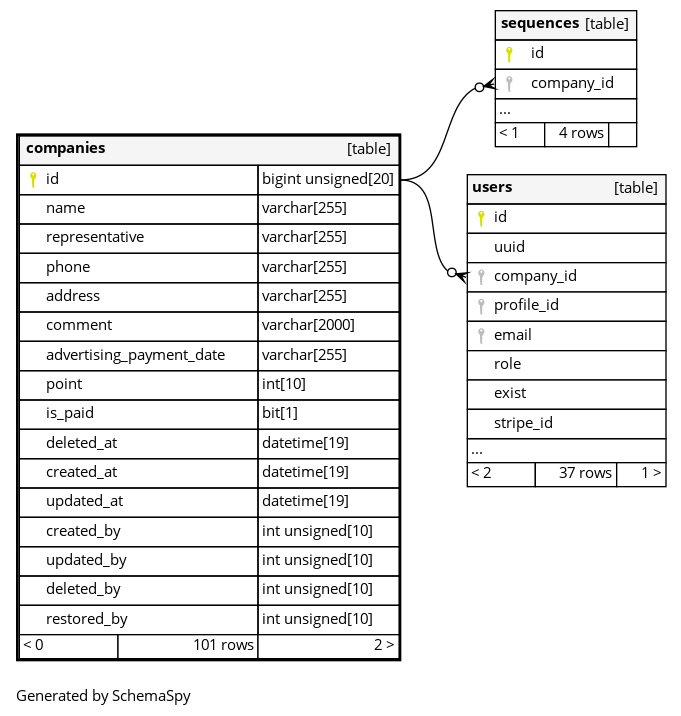 sequences [table]
id
company_id
...
< 1 4 rows
companies [table]
id bigint unsigned[20]
name varchar[255]
representative varchar[255]
phone varchar[255]
address varchar[255]
comment varchar[2000]
advertising_payment_date varchar[255]
point int[10]
is_paid bit[1]
deleted_at datetime[19]
created_at datetime[19]
updated_at datetime[19]
created_by int unsigned[10]
updated_by int unsigned[10]
deleted_by int unsigned[10]
restored_by int unsigned[10]
< 0 101 rows 2 >
users [table]
id
uuid
company_id
profile_id
email
role
exist
stripe_id
...
< 2 37 rows 1 >
Generated by SchemaSpy